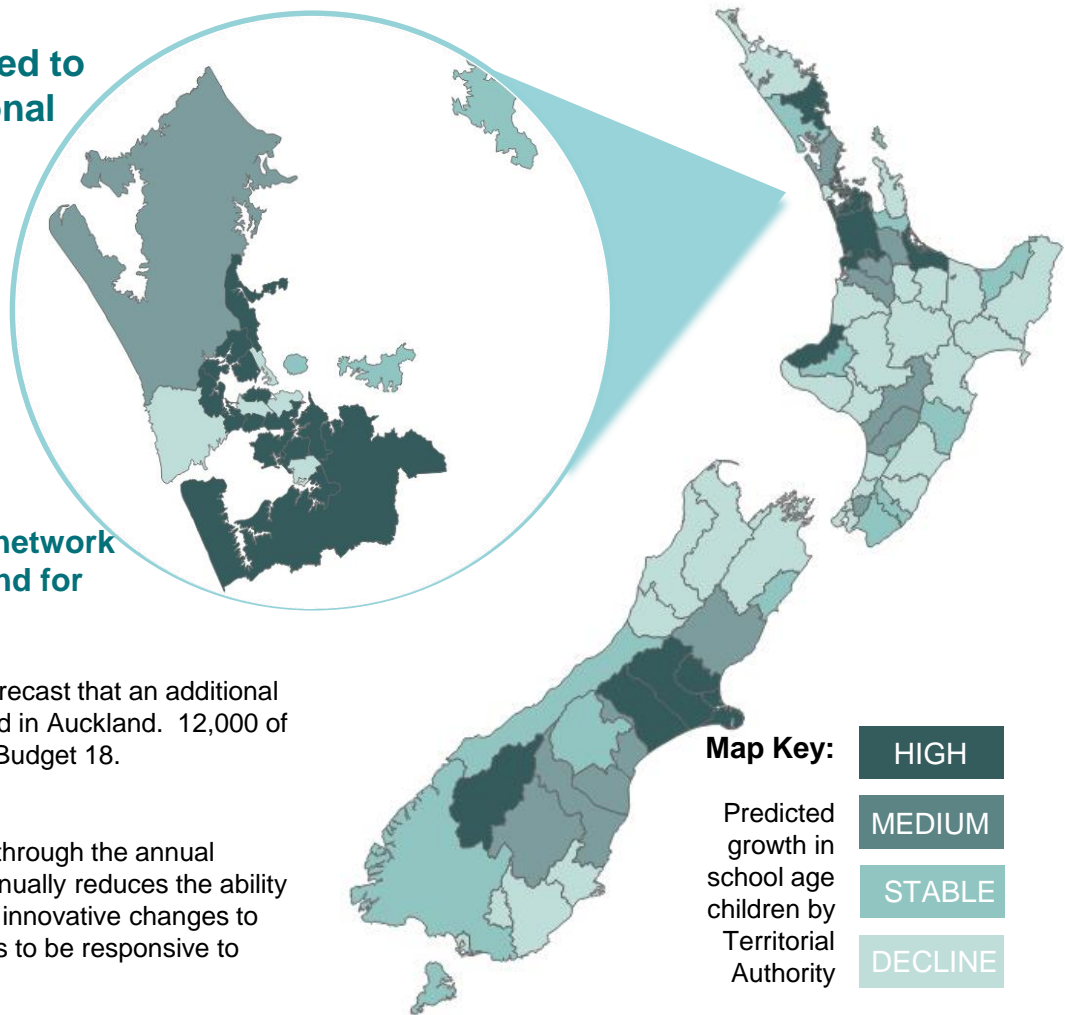 ed to
onal
network
nd for
recast that an additional
d in Auckland.  12,000 of
Budget 18.
through the annual
nually reduces the ability
innovative changes to
s to be responsive to
Map Key:
HIGH
Predicted
growth in
school age
children by
Territorial
Authority
MEDIUM
STABLE
DECLINE